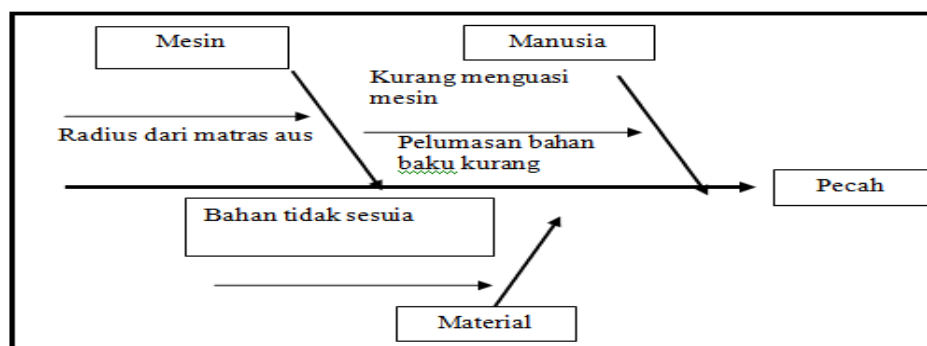 Mesin
Manusia
Kurang menguasi
mesin
Radius dari matras aus
Pelumasan bahan
baku kurang
Pecah
Bahan tidak sesuia
Material